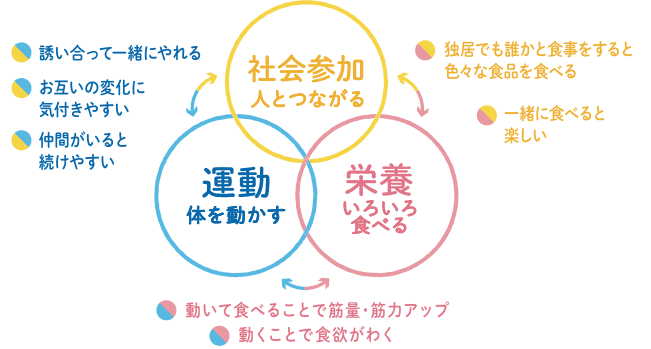 誘い合って一緒にやれる
お互いの変化に
気付きやすい
仲間がいると
続けやすい
社会参加
人とつながる
独居でも誰かと食事をすると
色々な食品を食べる
一緒に食べると
楽しい
運動
体を動かす
栄養
いろいろ
食べる
動いて食べることで筋量・筋力アップ
動くことで食欲がわく